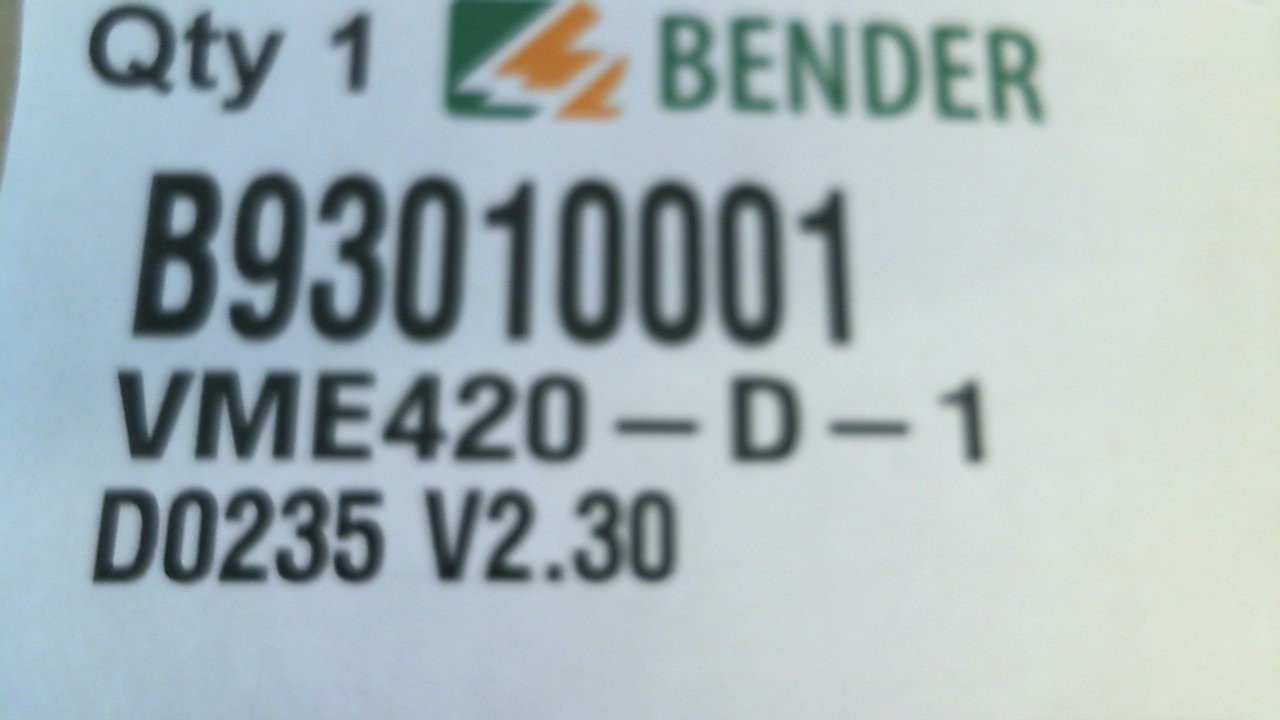 Qty 1 BENDER
B93010001
VME420-D-1
D0235 V2.30